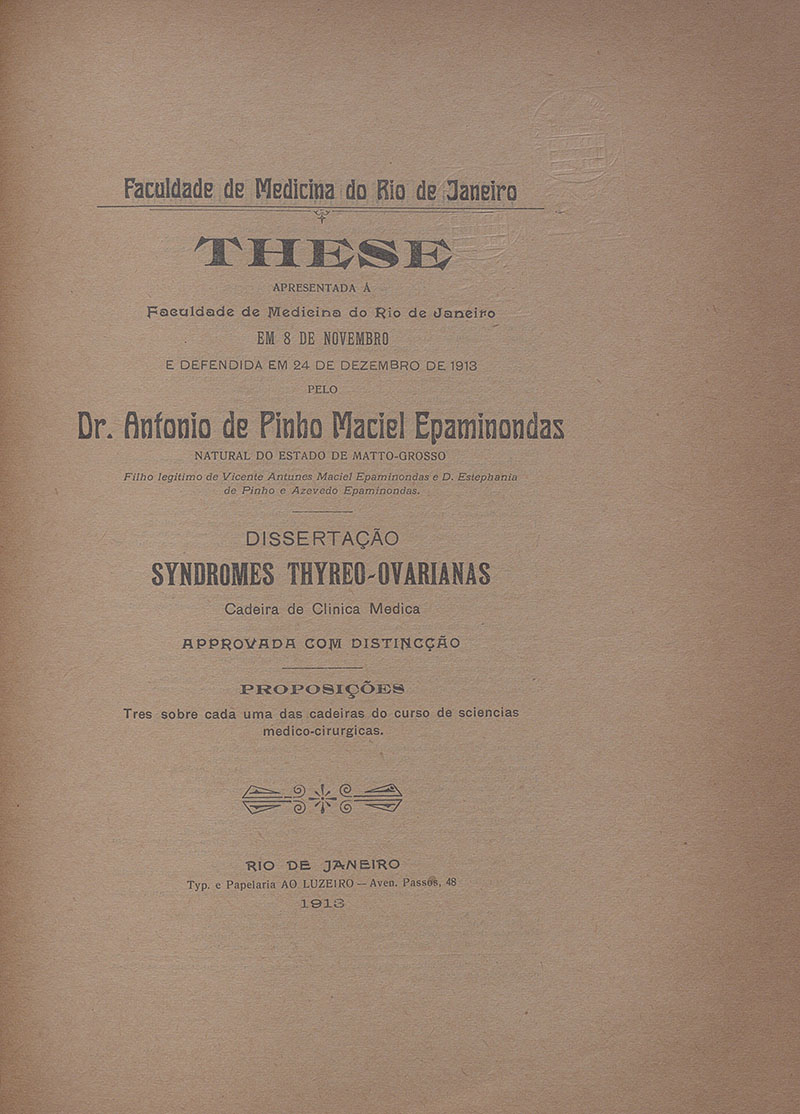 Faculdade de Medicina do Rio de Janeiro
THESE
APRESENTADA Á
Faculdade de Medicina do Rio de Janeiro
EM 8 DE NOVEMBRO
E DEFENDIDA EM 24 DE DEZEMBRO DE 1913
PELO
Dr. Antonio de Pinho Maciel Epaminondas
NATURAL DO ESTADO DE MATTO-GROSSO
Filho legitimo de Vicente Antunes Maciel Epaminondas e D. Estephania
de Pinho e Azevedo Epaminondas.
DISSERTAÇÃO
SYNDROMES THYREO-OVARIANAS
Cadeira de Clinica Medica
APPROVADA COM DISTINCÇÃO
PROPOSIÇÕES
Tres sobre cada uma das cadeiras do curso de sciencias
medico-cirurgicas.
RIO DE JANEIRO
Typ. e Papelaria AO LUZEIRO — Aven. Passos, 48
1913